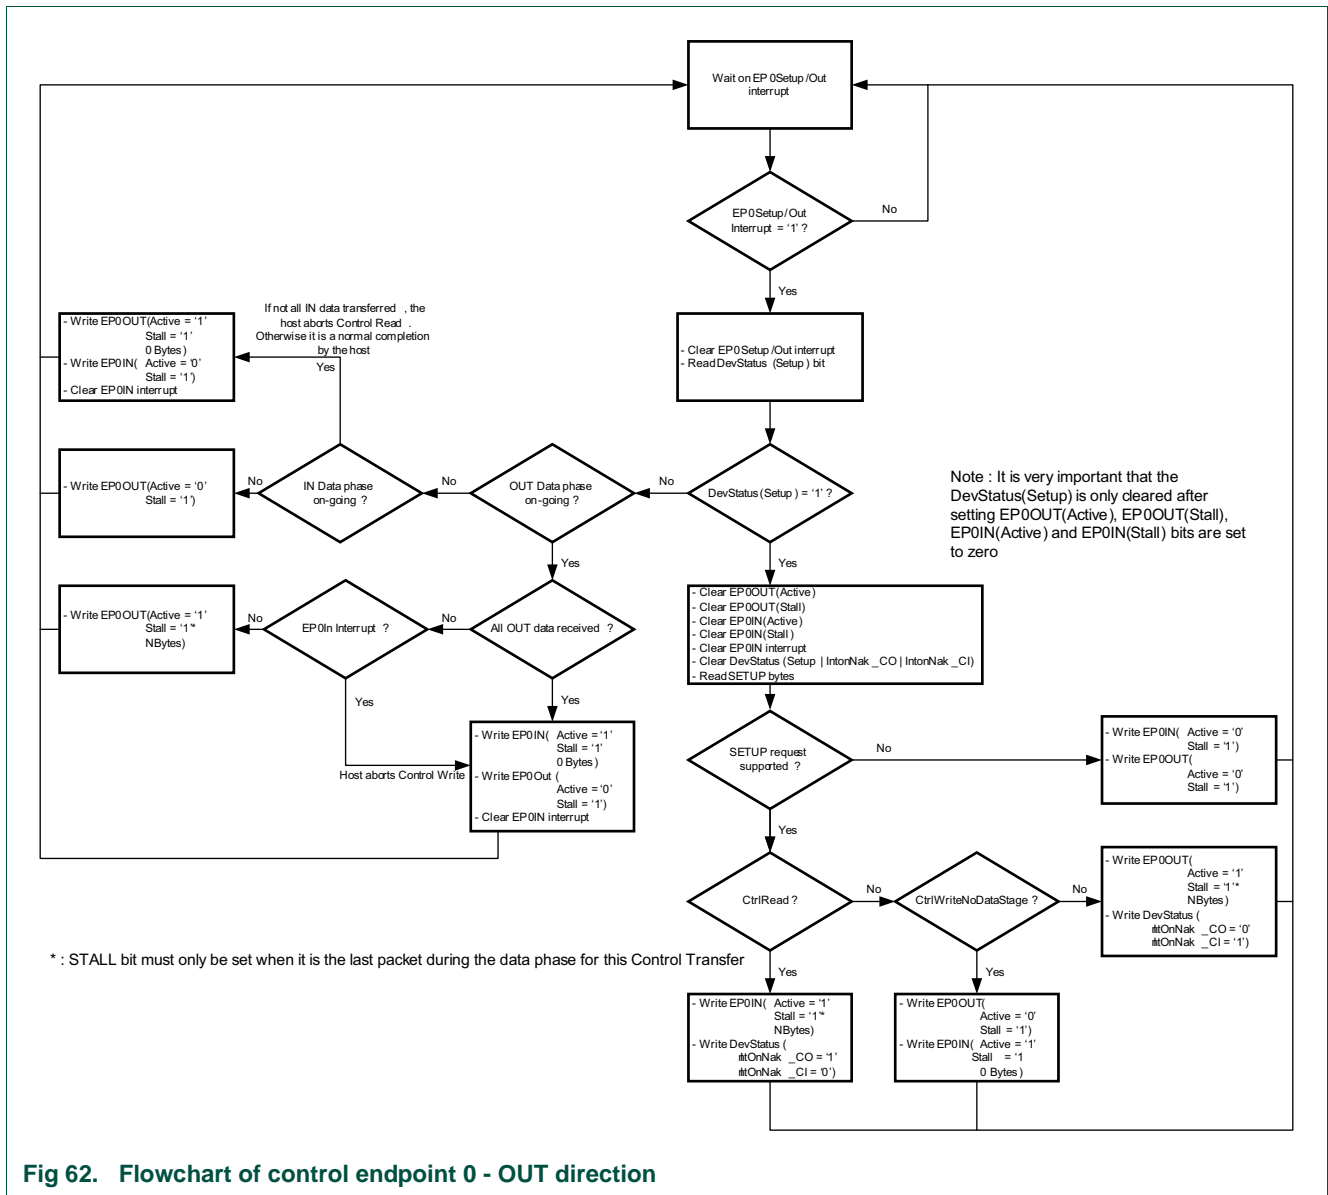 Wait on EP0Setup/Out
interrupt
EP0Setup/Out
Interrupt = ‘1’ ?
No
Yes
- Clear EP0Setup/Out interrupt
- Read DevStatus (Setup) bit
If not all IN data transferred , the
host aborts Control Read .
Otherwise it is a normal completion
by the host
Yes
- Write EP0OUT(Active = ‘1’
Stall = ‘1’
0 Bytes)
- Write EP0IN( Active = ‘0’
Stall = ‘1’)
- Clear EP0IN interrupt
DevStatus (Setup ) = ‘1’ ?
No
OUT Data phase
on-going ?
No
IN Data phase
on-going ?
No
- Write EP0OUT(Active = ‘0’
Stall = ‘1’)
Note : It is very important that the
DevStatus(Setup) is only cleared after
setting EP0OUT(Active), EP0OUT(Stall),
EP0IN(Active) and EP0IN(Stall) bits are set
to zero
Yes
Yes
All OUT data received ?
No
EP0In Interrupt ?
No
- Write EP0OUT(Active = ‘1’
Stall = ‘1’*
NBytes)
- Clear EP0OUT(Active)
- Clear EP0OUT(Stall)
- Clear EP0IN(Active)
- Clear EP0IN(Stall)
- Clear EP0IN interrupt
- Clear DevStatus (Setup | IntonNak _CO | IntonNak _CI)
- Read SETUP bytes
Yes
Yes
Host aborts Control Write
- Write EP0IN( Active = ‘1’
Stall = ‘1’
0 Bytes)
- Write EP0Out (
Active = ‘0’
Stall = ‘1’)
- Clear EP0IN interrupt
SETUP request
supported ?
No
- Write EP0IN( Active = ‘0’
Stall = ‘1’)
- Write EP0OUT(
Active = ‘0’
Stall = ‘1’)
Yes
CtrlRead ?
No
CtrlWriteNoDataStage ?
No
- Write EP0OUT(
Active = ‘1’
Stall = ‘1’*
NBytes)
- Write DevStatus (
IntOnNak _CO = ‘0’
IntOnNak _CI = ‘1’)
* : STALL bit must only be set when it is the last packet during the data phase for this Control Transfer
Yes
Yes
- Write EP0IN( Active = ‘1’
Stall = ‘1’*
NBytes)
- Write DevStatus (
IntOnNak _CO = ‘1’
IntOnNak _CI = ‘0’)
- Write EP0OUT(
Active = ‘0’
Stall = ‘1’)
- Write EP0IN( Active = ‘1’
Stall = ‘1
0 Bytes)
Fig 62. Flowchart of control endpoint 0 - OUT direction